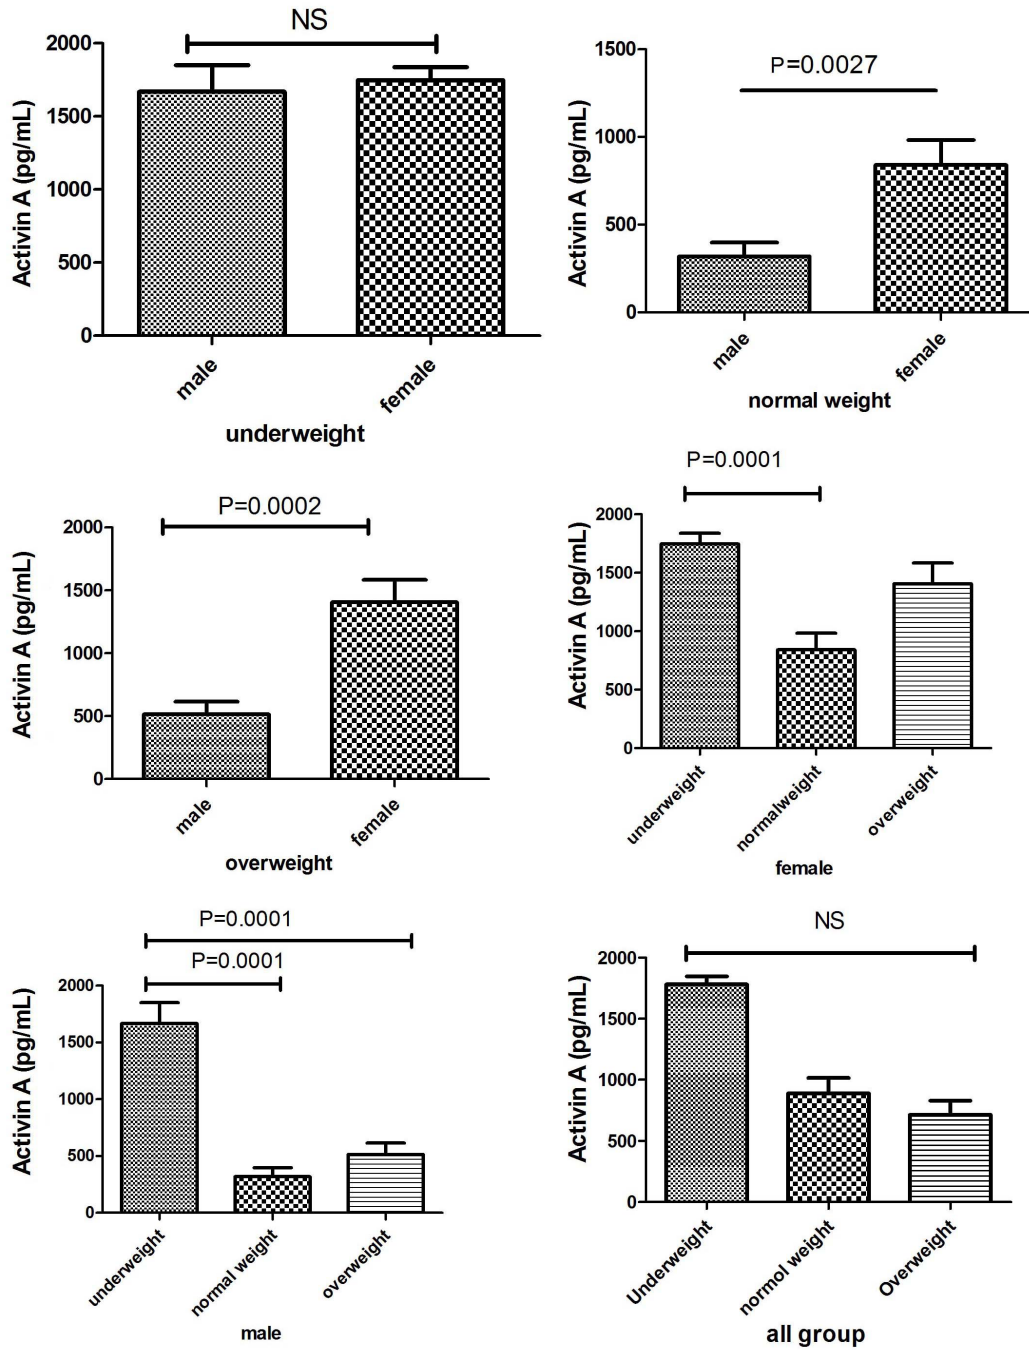 NS
2000
1500
1000
500
0
Activin A (pg/mL)
male
female
underweight
P=0.0027
1500
1000
500
0
Activin A (pg/mL)
male
female
normal weight
P=0.0002
2000
1500
1000
500
0
Activin A (pg/mL)
male
female
overweight
P=0.0001
2000
1500
1000
500
0
Activin A (pg/mL)
underweight
normalweight
overweight
female
P=0.0001
P=0.0001
2000
1500
1000
500
0
Activin A (pg/mL)
underweight
normal weight
overweight
male
NS
2000
1500
1000
500
0
Activin A (pg/mL)
Underweight
normol weight
Overweight
all group